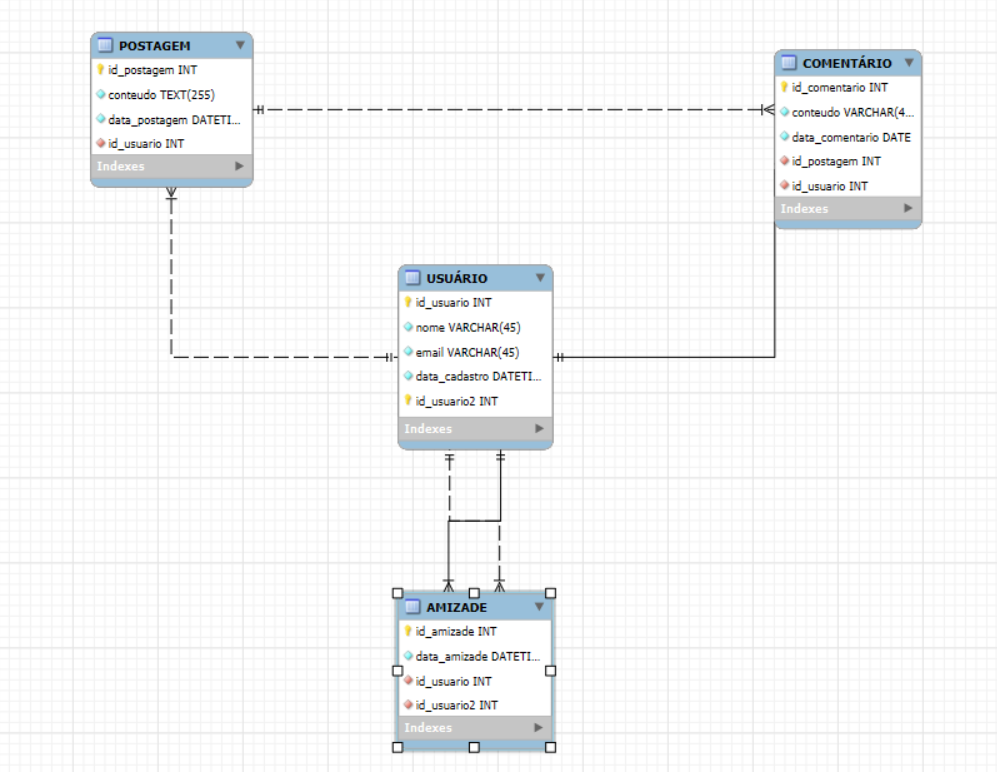 POSTAGEM
id_postagem INT
conteudo TEXT(255)
data_postagem DATETI...
id_usuario INT
Indexes
COMENTÁRIO
id_comentario INT
conteudo VARCHAR(4...
data_comentario DATE
id_postagem INT
id_usuario INT
Indexes
USUÁRIO
id_usuario INT
nome VARCHAR(45)
email VARCHAR(45)
data_cadastro DATETI...
id_usuario2 INT
Indexes
AMIZADE
id_amizade INT
data_amizade DATETI...
id_usuario INT
id_usuario2 INT
Indexes